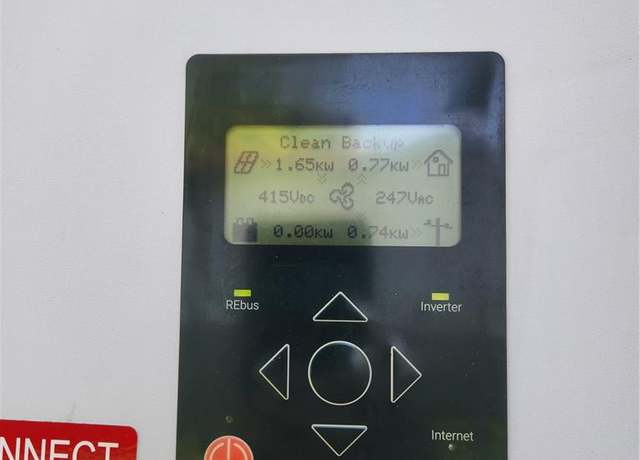 Clean Backup
1.65kW 0.77kW
415VDC 247VAC
0.00kW 0.74kW
REbus
Inverter
Internet
NNECT